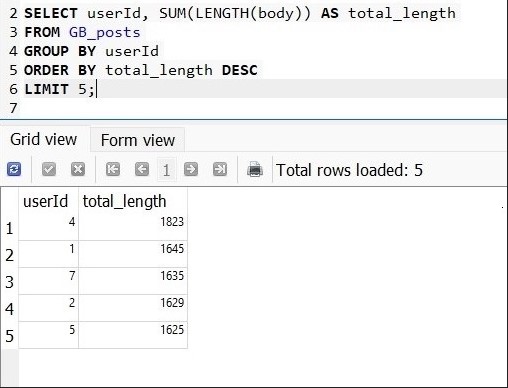 2 SELECT userId, SUM(LENGTH(body)) AS total_length
3 FROM GB_posts
4 GROUP BY userId
5 ORDER BY total_length DESC
6 LIMIT 5;
7
Grid view Form view
1 Total rows loaded: 5
userId total_length
1 4 1823
2 1 1645
3 7 1635
4 2 1629
5 5 1625